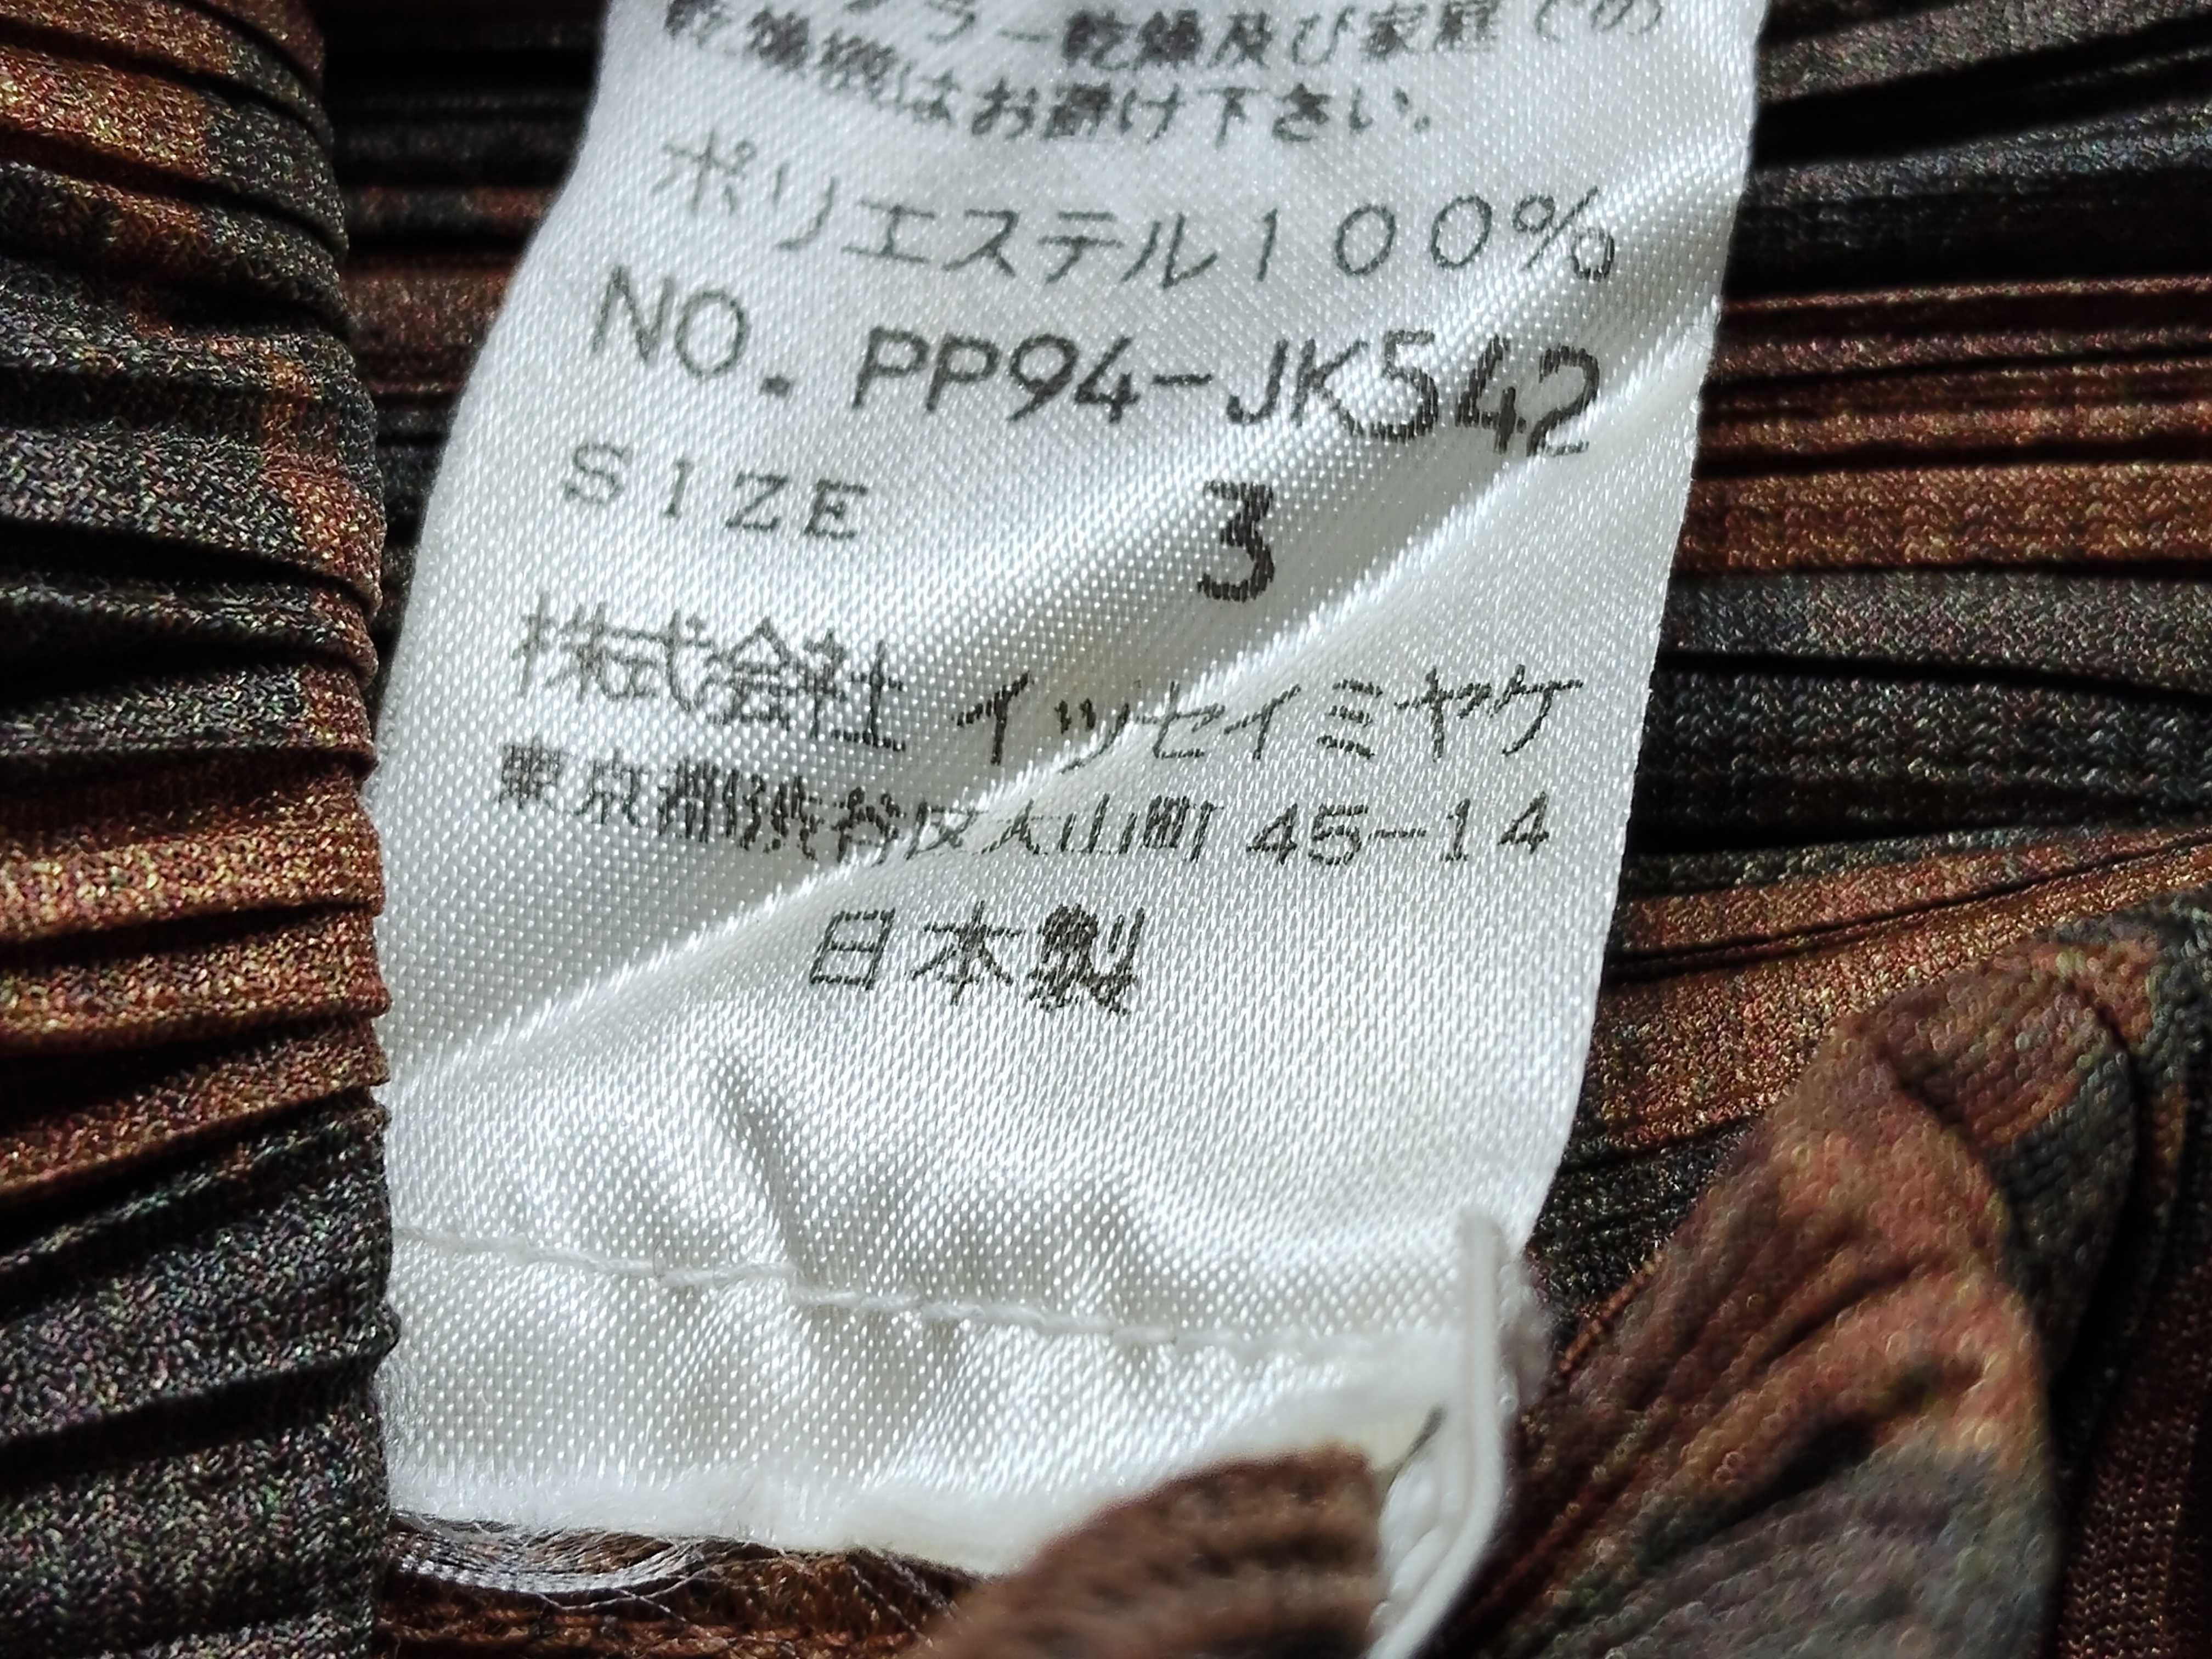 ラー乾燥及び家庭での
乾燥機はお避け下さい。
ポリエステル100%
NO. PP94-JK542
SIZE 3
株式会社 イッセイミヤケ
東京都渋谷区大山町 45-14
日本製